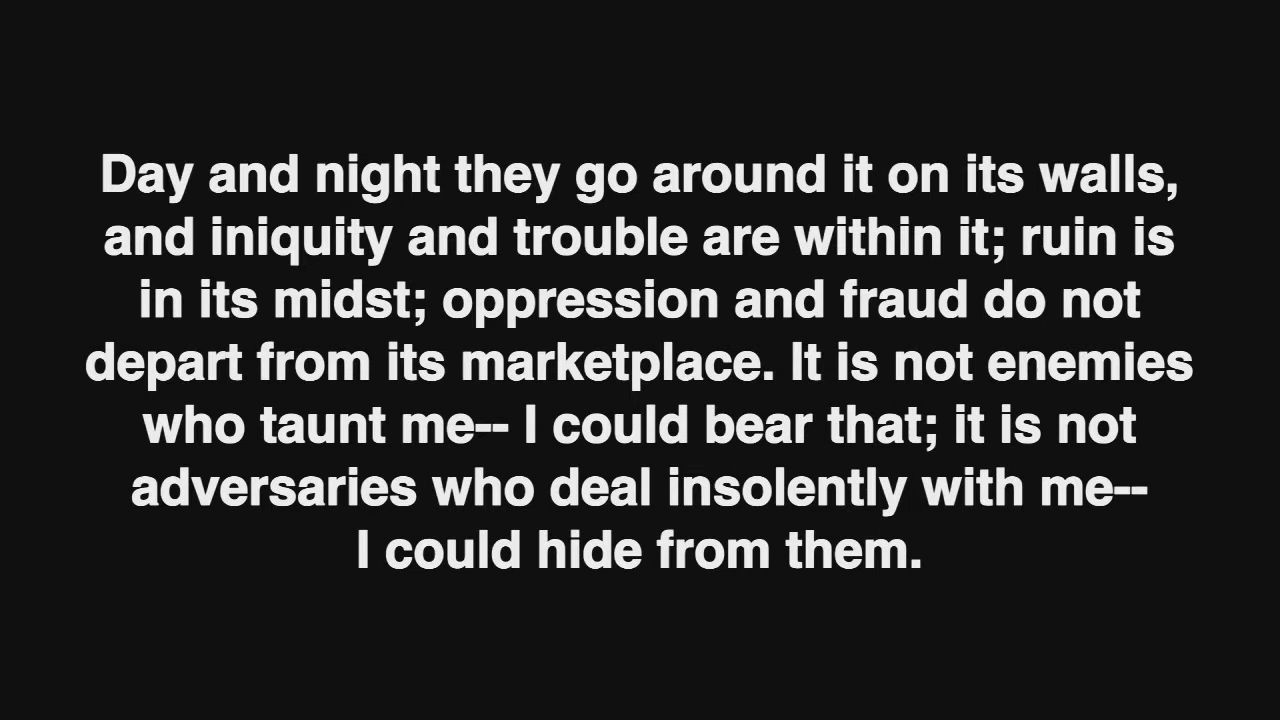 Day and night they go around it on its walls,
and iniquity and trouble are within it; ruin is
in its midst; oppression and fraud do not
depart from its marketplace. It is not enemies
who taunt me-- I could bear that; it is not
adversaries who deal insolently with me--
I could hide from them.